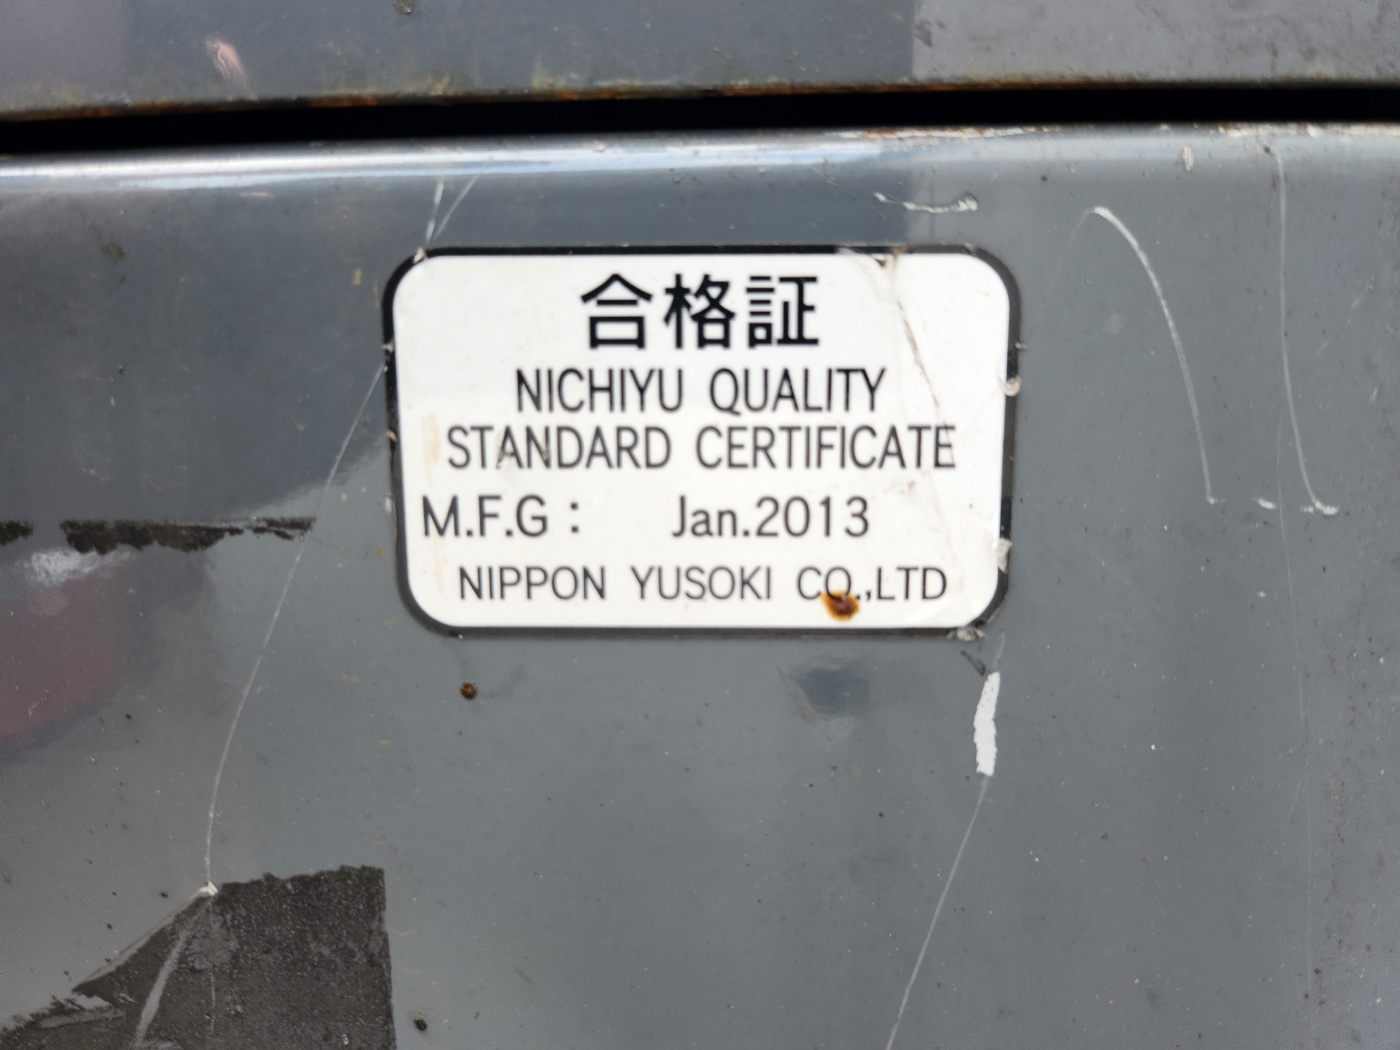 合格証
NICHIYU QUALITY
STANDARD CERTIFICATE
M.F.G : Jan.2013
NIPPON YUSOKI CO.,LTD